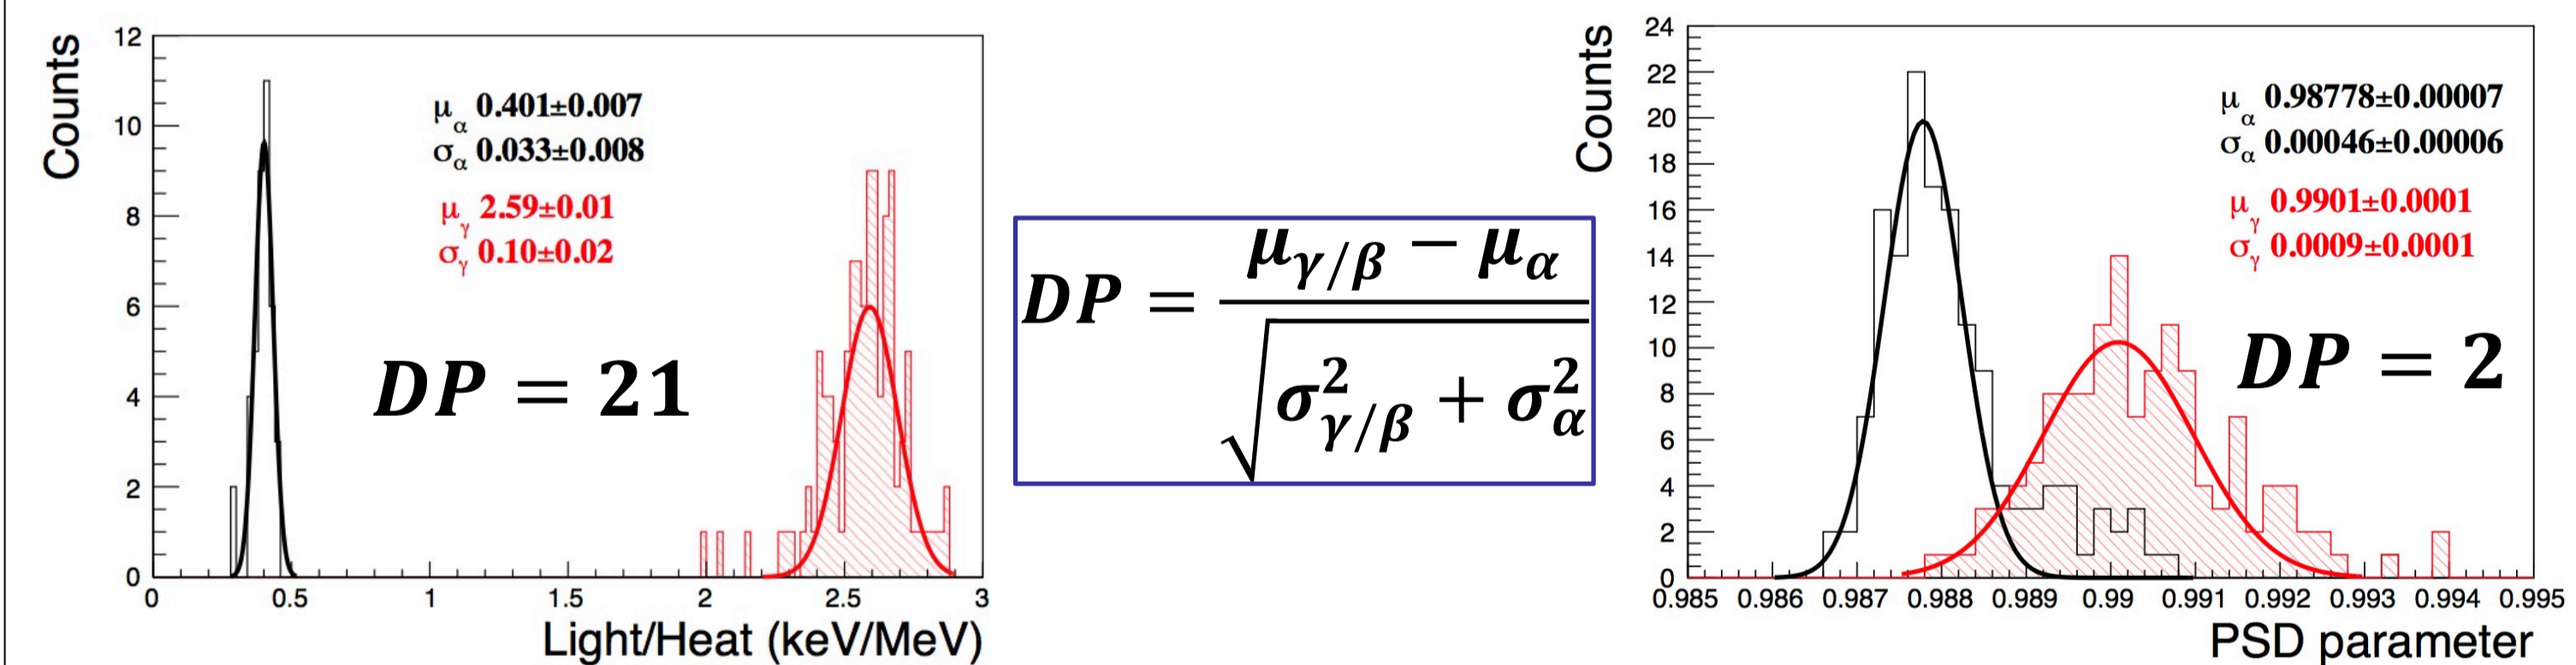 Counts
12
10
8
6
4
2
0
μα 0.401±0.007
σα 0.033±0.008
μγ 2.59±0.01
σγ 0.10±0.02
DP = 21
0 0.5 1 1.5 2 2.5 3
Light/Heat (keV/MeV)
DP = (μγ/β − μα) / √(σ²γ/β + σ²α)
Counts
24
22
20
18
16
14
12
10
8
6
4
2
0
μα 0.98778±0.00007
σα 0.00046±0.00006
μγ 0.9901±0.0001
σγ 0.0009±0.0001
DP = 2
0.985 0.986 0.987 0.988 0.989 0.99 0.991 0.992 0.993 0.994 0.995
PSD parameter